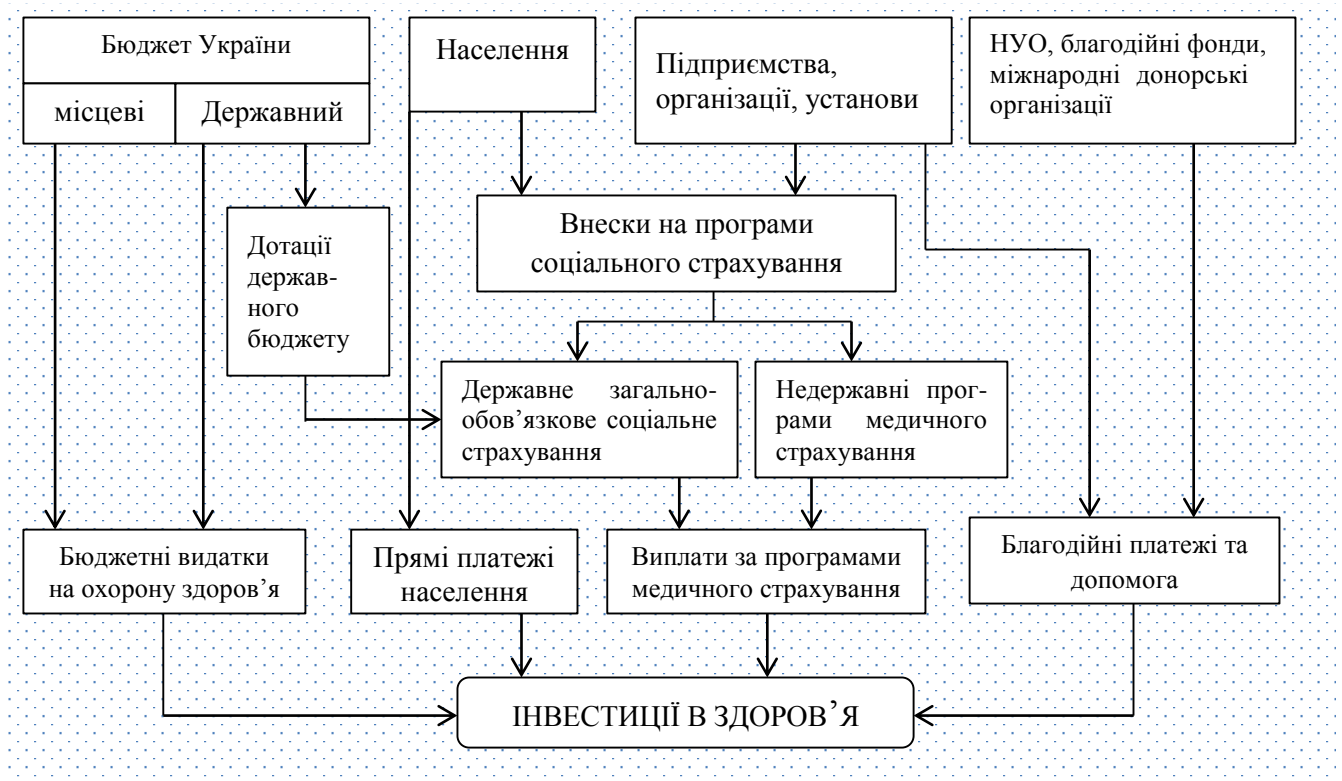 Бюджет України
місцеві
Державний
Населення
Підприємства,
організації, установи
НУО, благодійні фонди,
міжнародні донорські
організації
Дотації
держав-
ного
бюджету
Внески на програми
соціального страхування
Державне загально-
обов’язкове соціальне
страхування
Недержавні прог-
рами медичного
страхування
Бюджетні видатки
на охорону здоров’я
Прямі платежі
населення
Виплати за програмами
медичного страхування
Благодійні платежі та
допомога
ІНВЕСТИЦІЇ В ЗДОРОВ’Я